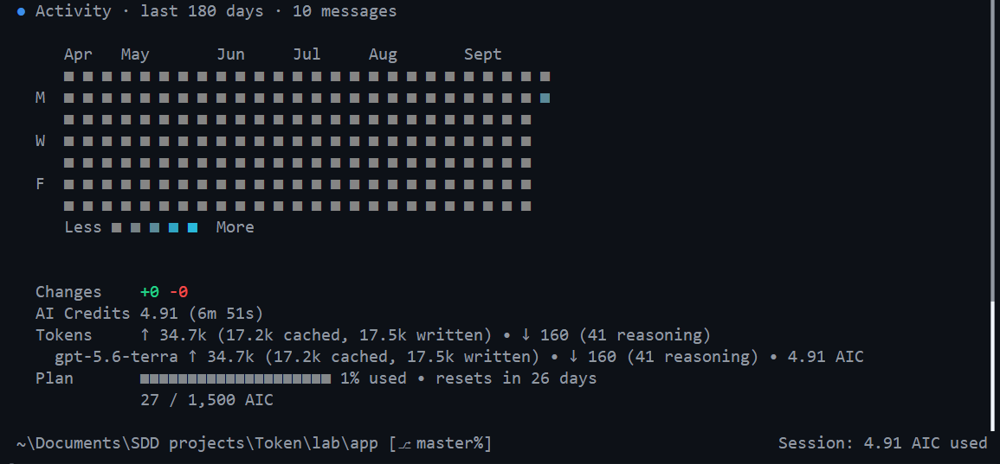 Activity · last 180 days · 10 messages
Apr May Jun Jul Aug Sept
M
W
F
Less More
Changes +0 -0
AI Credits 4.91 (6m 51s)
Tokens ↑ 34.7k (17.2k cached, 17.5k written) • ↓ 160 (41 reasoning)
gpt-5.6-terra ↑ 34.7k (17.2k cached, 17.5k written) • ↓ 160 (41 reasoning) • 4.91 AIC
Plan 1% used • resets in 26 days
27 / 1,500 AIC
~\Documents\SDD projects\Token\lab\app [⎇ master%] Session: 4.91 AIC used